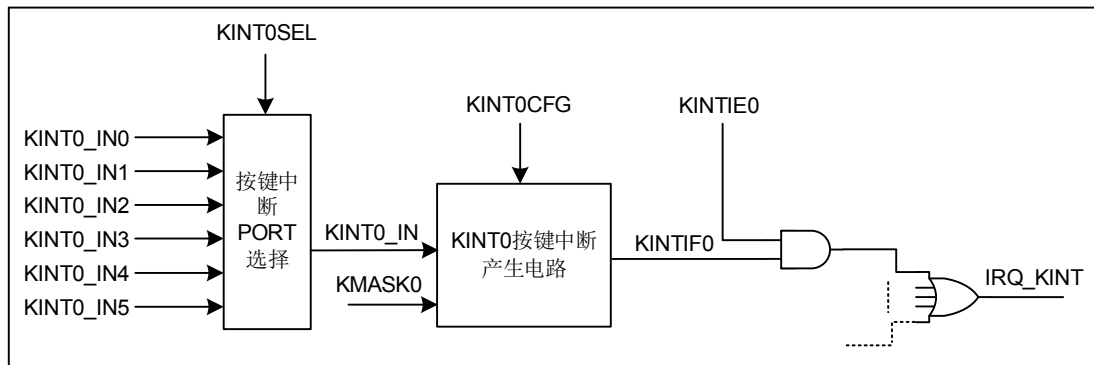 KINT0SEL
KINT0CFG
KINTIE0
KINT0_IN0
KINT0_IN1
KINT0_IN2
KINT0_IN3
KINT0_IN4
KINT0_IN5
按键中
断
PORT
选择
KINT0_IN
KMASK0
KINT0按键中断
产生电路
KINTIF0
IRQ_KINT